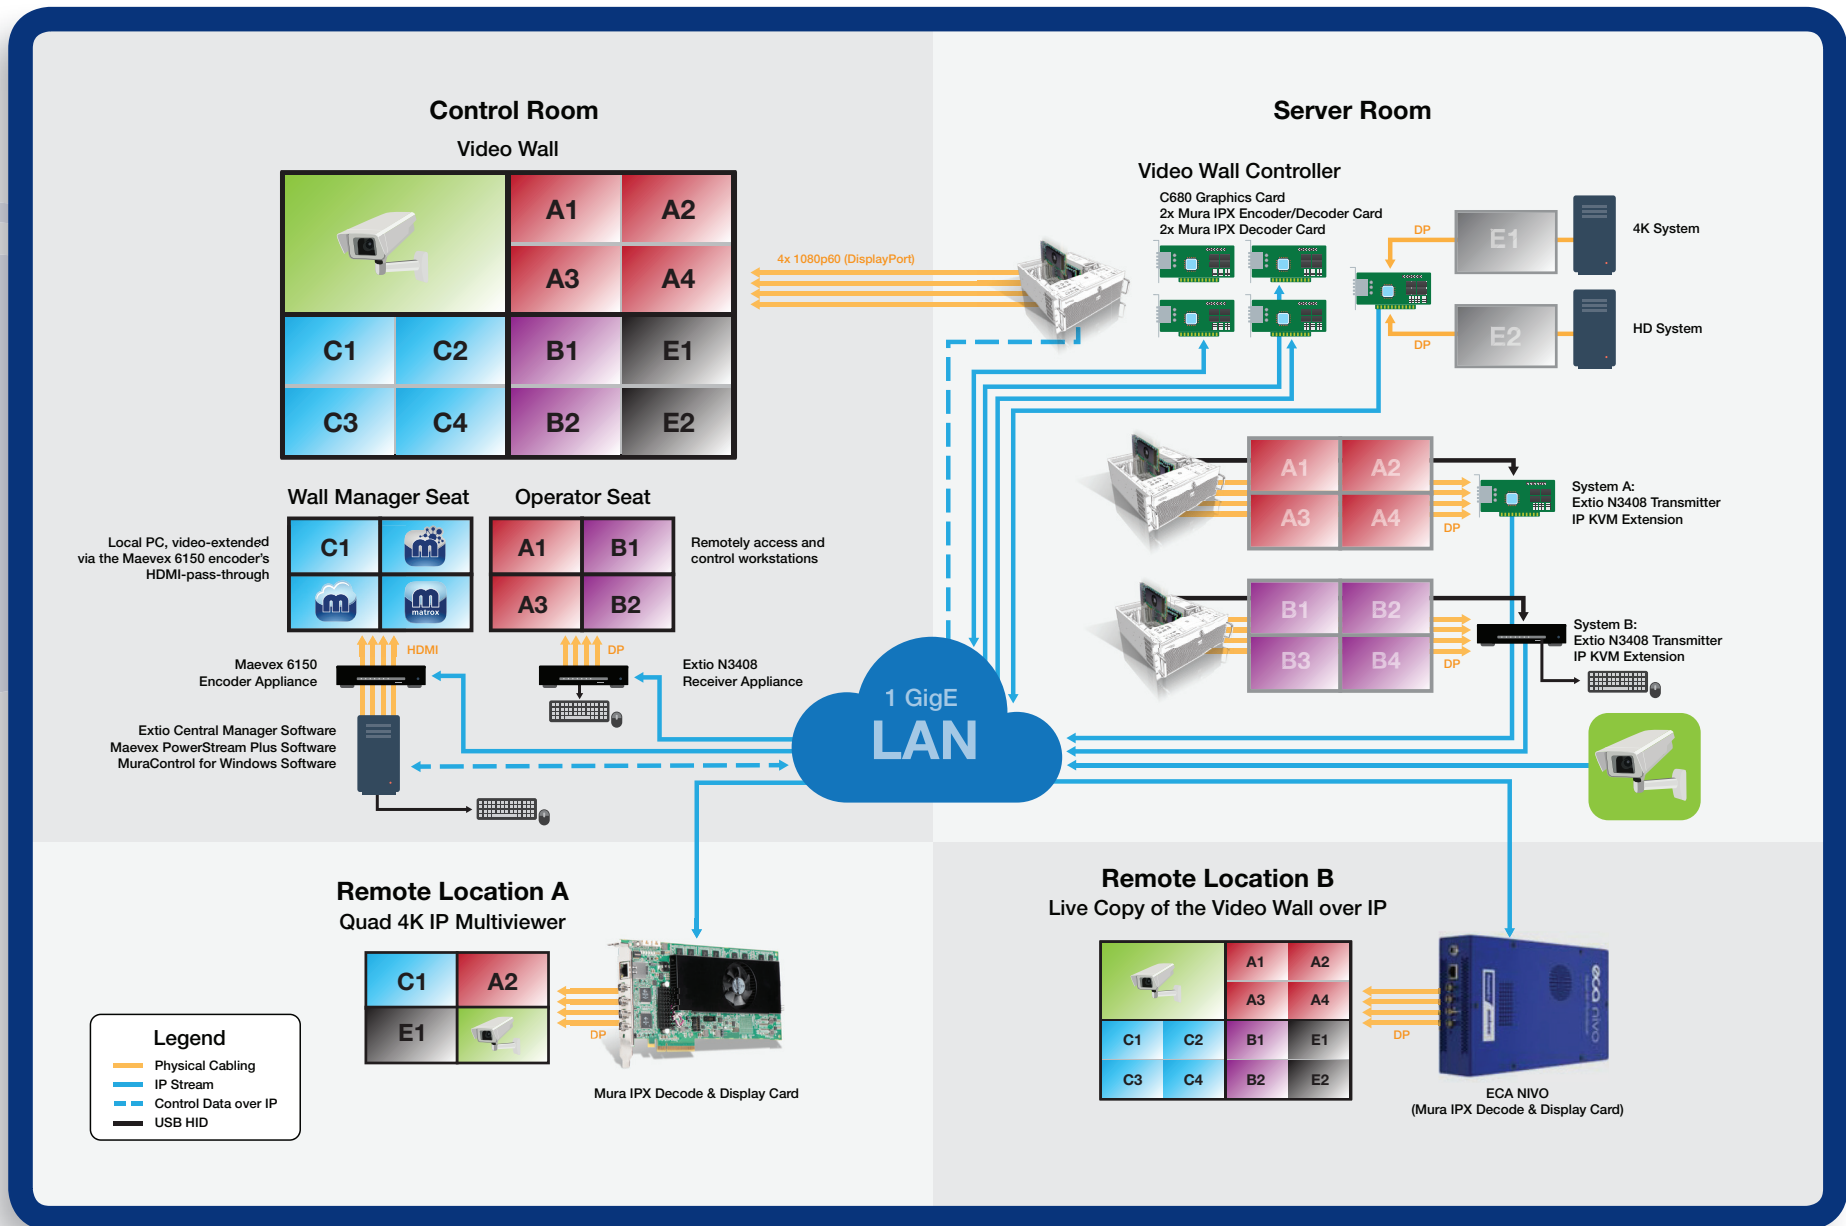 Control Room
Video Wall
A1
A2
A3
A4
C1
C2
B1
E1
C3
C4
B2
E2
4x 1080p60 (DisplayPort)
Server Room
Video Wall Controller
C680 Graphics Card
2x Mura IPX Encoder/Decoder Card
2x Mura IPX Decoder Card
DP
E1
4K System
DP
E2
HD System
A1
A2
A3
A4
DP
System A:
Extio N3408 Transmitter
IP KVM Extension
B1
B2
B3
B4
DP
System B:
Extio N3408 Transmitter
IP KVM Extension
Wall Manager Seat
Local PC, video-extended
via the Maevex 6150 encoder's
HDMI-pass-through
C1
m
m
m
matrox
HDMI
Maevex 6150
Encoder Appliance
Extio Central Manager Software
Maevex PowerStream Plus Software
MuraControl for Windows Software
Operator Seat
A1
B1
A3
B2
Remotely access and
control workstations
DP
Extio N3408
Receiver Appliance
1 GigE
LAN
Remote Location A
Quad 4K IP Multiviewer
C1
A2
E1
DP
Mura IPX Decode & Display Card
Legend
Physical Cabling
IP Stream
Control Data over IP
USB HID
Remote Location B
Live Copy of the Video Wall over IP
A1
A2
A3
A4
C1
C2
B1
E1
C3
C4
B2
E2
DP
eca nivo
ECA NIVO
(Mura IPX Decode & Display Card)